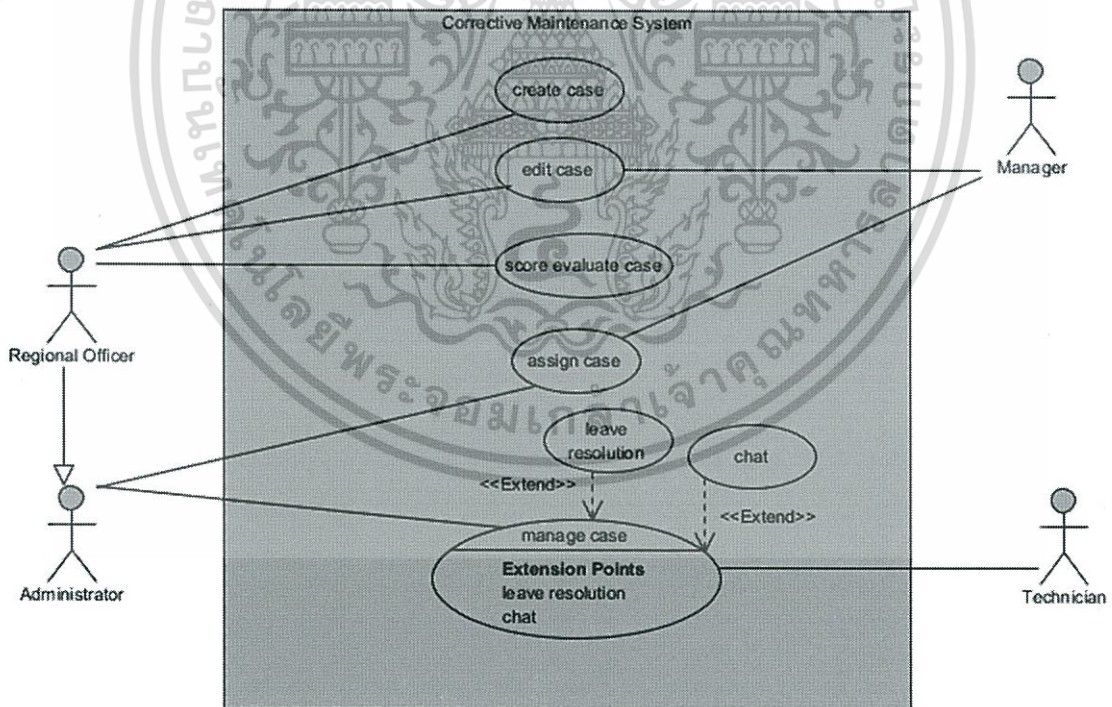 Corrective Maintenance System
create case
edit case
Manager
score evaluate case
Regional Officer
assign case
leave
resolution
chat
<<Extend>>
<<Extend>>
manage case
Extension Points
leave resolution
chat
Administrator
Technician